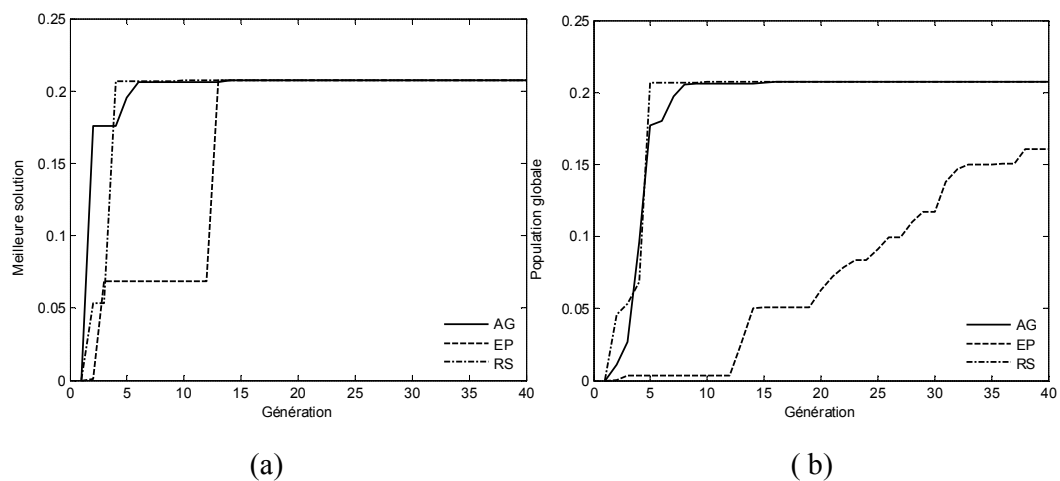 0.25
0.2
0.15
0.1
0.05
0
Meilleure solution
0 5 10 15 20 25 30 35 40
Génération
AG
EP
RS
(a)
0.25
0.2
0.15
0.1
0.05
0
Population globale
0 5 10 15 20 25 30 35 40
Génération
AG
EP
RS
( b)